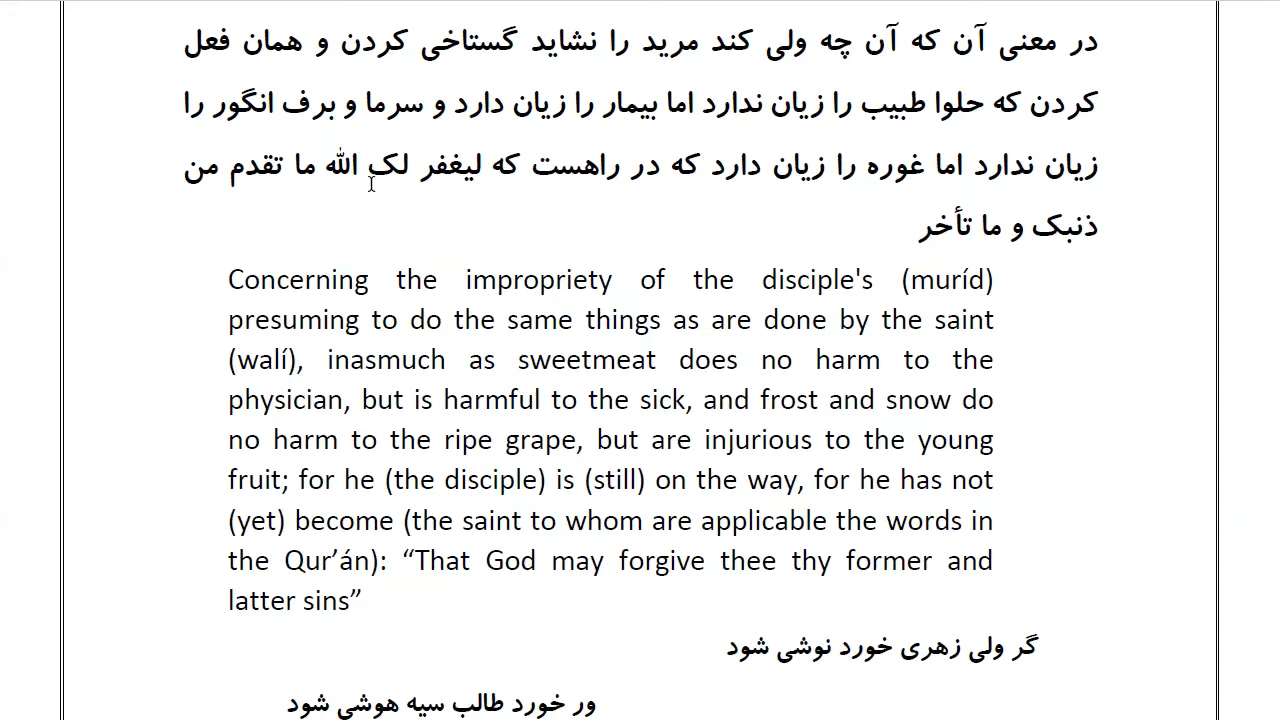 در معنی آن که آن چه ولی کند مرید را نشاید گستاخی کردن و همان فعل
کردن که حلوا طبیب را زیان ندارد اما بیمار را زیان دارد و سرما و برف انگور را
زیان ندارد اما غوره را زیان دارد که در راهست که لیغفر لک الله ما تقدم من
ذنبک و ما تأخر
Concerning the impropriety of the disciple's (muríd)
presuming to do the same things as are done by the saint
(walí), inasmuch as sweetmeat does no harm to the
physician, but is harmful to the sick, and frost and snow do
no harm to the ripe grape, but are injurious to the young
fruit; for he (the disciple) is (still) on the way, for he has not
(yet) become (the saint to whom are applicable the words in
the Qur’án): “That God may forgive thee thy former and
latter sins”
گر ولی زهری خورد نوشی شود
ور خورد طالب سیه هوشی شود